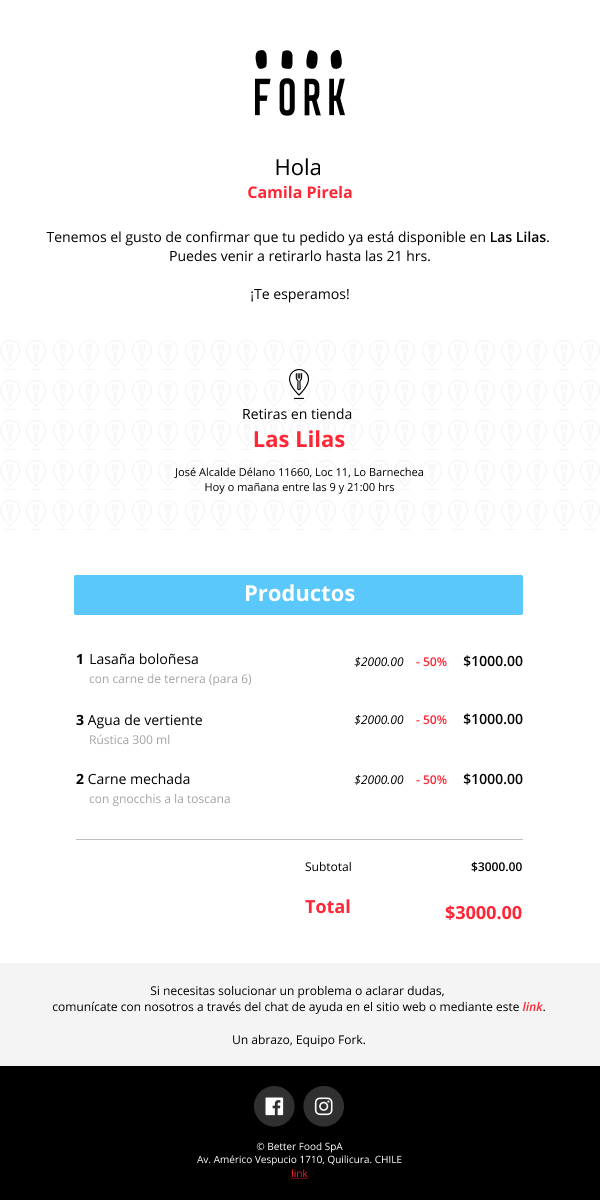 FORK
Hola
Camila Pirela
Tenemos el gusto de confirmar que tu pedido ya está disponible en Las Lilas.
Puedes venir a retirarlo hasta las 21 hrs.
¡Te esperamos!
Retiras en tienda
Las Lilas
José Alcalde Délano 11660, Loc 11, Lo Barnechea
Hoy o mañana entre las 9 y 21:00 hrs
Productos
1 Lasaña boloñesa $2000.00 - 50% $1000.00
con carne de ternera (para 6)
3 Agua de vertiente $2000.00 - 50% $1000.00
Rústica 300 ml
2 Carne mechada $2000.00 - 50% $1000.00
con gnocchis a la toscana
Subtotal $3000.00
Total $3000.00
Si necesitas solucionar un problema o aclarar dudas,
comunícate con nosotros a través del chat de ayuda en el sitio web o mediante este link.
Un abrazo, Equipo Fork.
© Better Food SpA
Av. Américo Vespucio 1710, Quilicura. CHILE
link